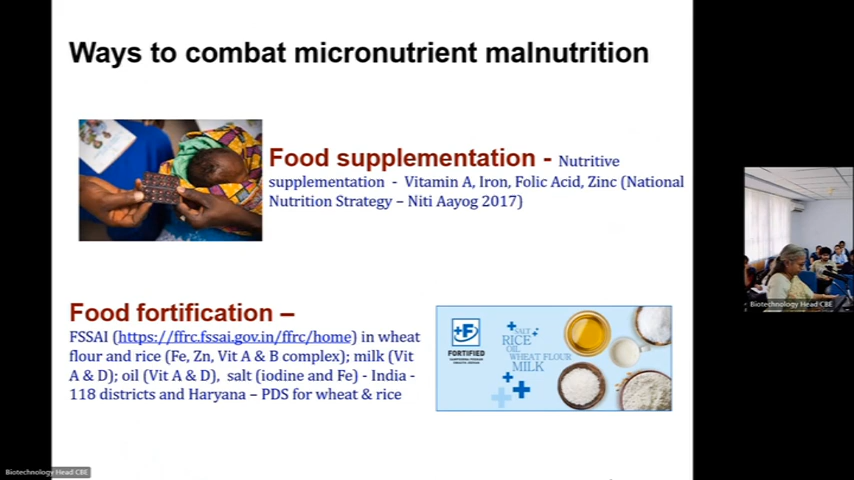 Ways to combat micronutrient malnutrition
Food supplementation - Nutritive
supplementation - Vitamin A, Iron, Folic Acid, Zinc (National
Nutrition Strategy – Niti Aayog 2017)
Food fortification –
FSSAI (https://ffrc.fssai.gov.in/ffrc/home) in wheat
flour and rice (Fe, Zn, Vit A & B complex); milk (Vit
A & D); oil (Vit A & D), salt (iodine and Fe) - India -
118 districts and Haryana – PDS for wheat & rice
+F
FORTIFIED
SALT
RICE
OIL
WHEAT FLOUR
MILK
Biotechnology Head CBE
Biotechnology Head CBE